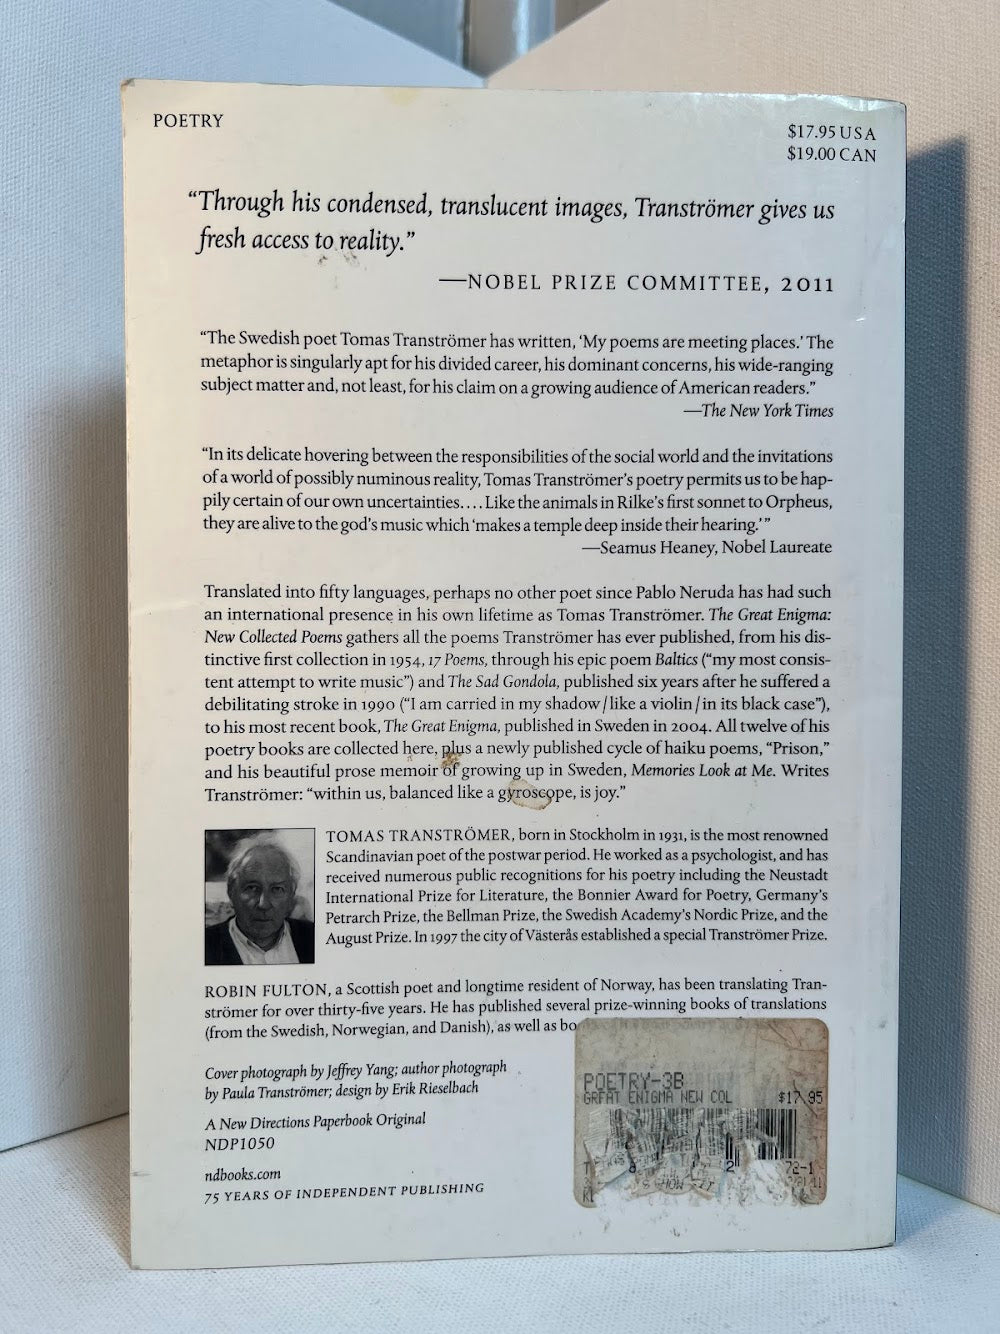 POETRY
$17.95 USA
$19.00 CAN
“Through his condensed, translucent images, Tranströmer gives us
fresh access to reality.”
—NOBEL PRIZE COMMITTEE, 2011
“The Swedish poet Tomas Tranströmer has written, ‘My poems are meeting places.’ The
metaphor is singularly apt for his divided career, his dominant concerns, his wide-ranging
subject matter and, not least, for his claim on a growing audience of American readers.”
—The New York Times
“In its delicate hovering between the responsibilities of the social world and the invitations
of a world of possibly numinous reality, Tomas Tranströmer’s poetry permits us to be hap-
pily certain of our own uncertainties.... Like the animals in Rilke’s first sonnet to Orpheus,
they are alive to the god’s music which ‘makes a temple deep inside their hearing.’”
—Seamus Heaney, Nobel Laureate
Translated into fifty languages, perhaps no other poet since Pablo Neruda has had such
an international presence in his own lifetime as Tomas Tranströmer. The Great Enigma:
New Collected Poems gathers all the poems Tranströmer has ever published, from his dis-
tinctive first collection in 1954, 17 Poems, through his epic poem Baltics (“my most consis-
tent attempt to write music”) and The Sad Gondola, published six years after he suffered a
debilitating stroke in 1990 (“I am carried in my shadow / like a violin / in its black case”),
to his most recent book, The Great Enigma, published in Sweden in 2004. All twelve of his
poetry books are collected here, plus a newly published cycle of haiku poems, “Prison,”
and his beautiful prose memoir of growing up in Sweden, Memories Look at Me. Writes
Tranströmer: “within us, balanced like a gyroscope, is joy.”
TOMAS TRANSTRÖMER, born in Stockholm in 1931, is the most renowned
Scandinavian poet of the postwar period. He worked as a psychologist, and has
received numerous public recognitions for his poetry including the Neustadt
International Prize for Literature, the Bonnier Award for Poetry, Germany’s
Petrarch Prize, the Bellman Prize, the Swedish Academy’s Nordic Prize, and the
August Prize. In 1997 the city of Västerås established a special Tranströmer Prize.
ROBIN FULTON, a Scottish poet and longtime resident of Norway, has been translating Tran-
strömer for over thirty-five years. He has published several prize-winning books of translations
(from the Swedish, Norwegian, and Danish), as well as bo
Cover photograph by Jeffrey Yang; author photograph
by Paula Tranströmer; design by Erik Rieselbach
A New Directions Paperbook Original
NDP1050
ndbooks.com
75 YEARS OF INDEPENDENT PUBLISHING
POETRY-3B
GREAT ENIGMA NEW COL $17.95
72-1